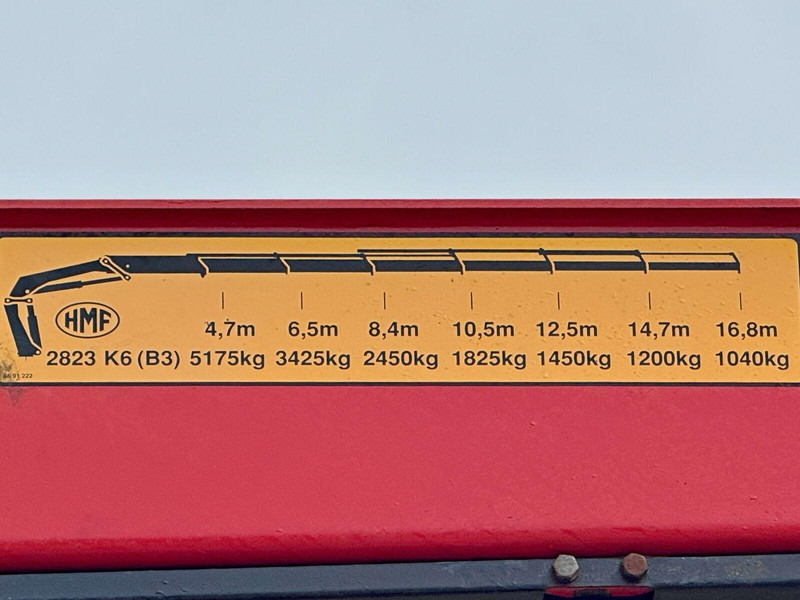 HMF
4,7m 6,5m 8,4m 10,5m 12,5m 14,7m 16,8m
2823 K6 (B3) 5175kg 3425kg 2450kg 1825kg 1450kg 1200kg 1040kg